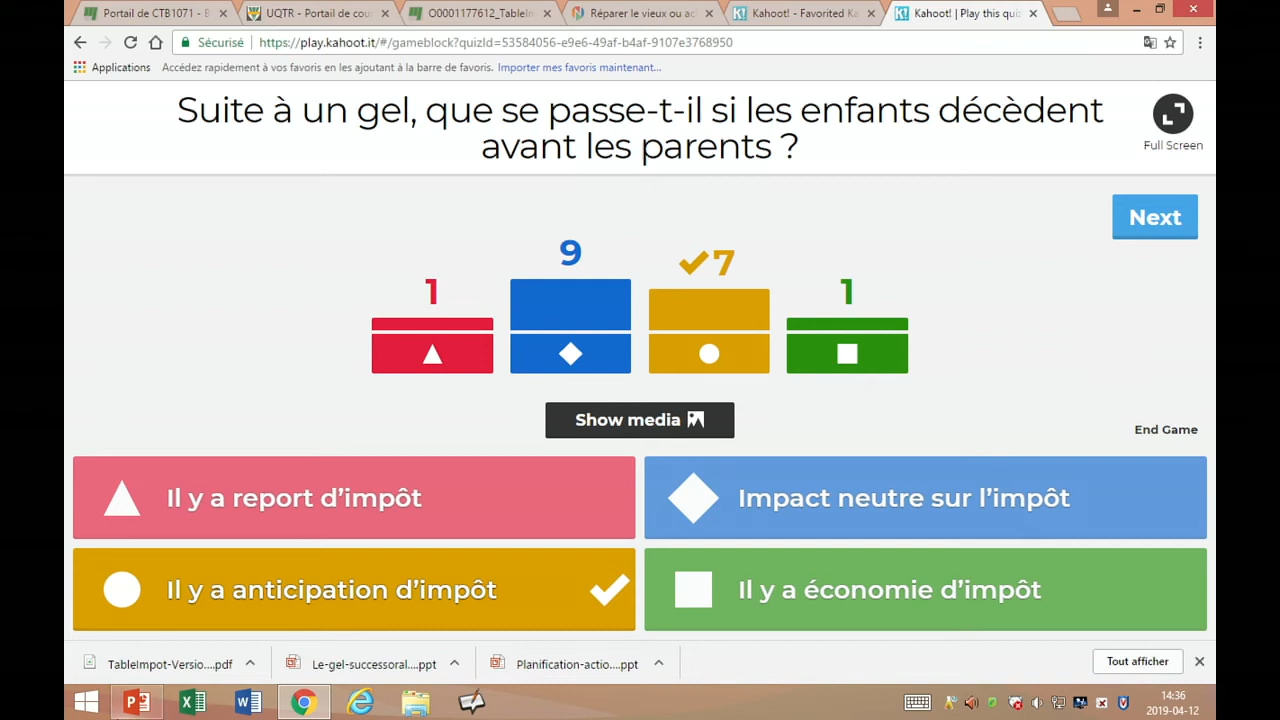 Portail de CTB1071 - B
UQTR - Portail de cou
O0001177612_TableIm
Réparer le vieux ou ac
Kahoot! - Favorited Ka
Kahoot! | Play this quiz
Sécurisé
https://play.kahoot.it/#/gameblock?quizId=53584056-e9e6-49af-b4af-9107e3768950
Applications
Accédez rapidement à vos favoris en les ajoutant à la barre de favoris. Importer mes favoris maintenant...
Suite à un gel, que se passe-t-il si les enfants décèdent
avant les parents ?
Full Screen
Next
1
9
7
1
Show media
End Game
Il y a report d'impôt
Impact neutre sur l'impôt
Il y a anticipation d'impôt
Il y a économie d'impôt
TableImpot-Versio....pdf
Le-gel-successoral....ppt
Planification-actio....ppt
Tout afficher
14:36
2019-04-12